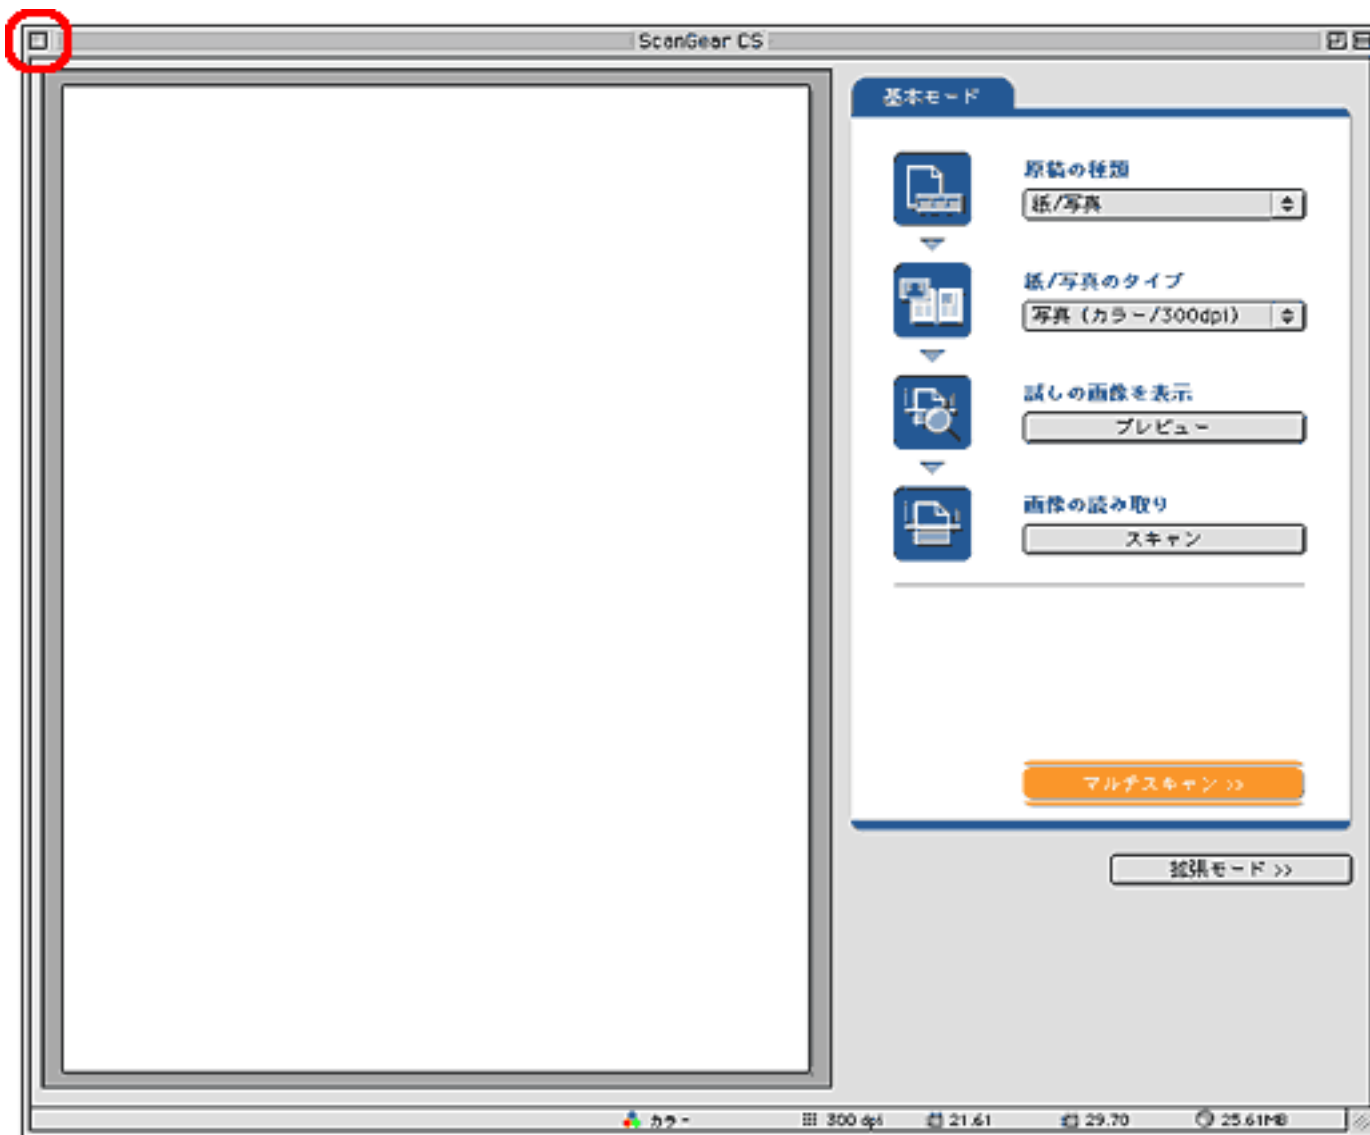 ScanGear CS
基本モード
原稿の種類
紙/写真
紙/写真のタイプ
写真（カラー/300dpi）
試しの画像を表示
プレビュー
画像の読み取り
スキャン
マルチスキャン >>
拡張モード >>
カラー 300 dpi 21.61 29.70 25.61MB